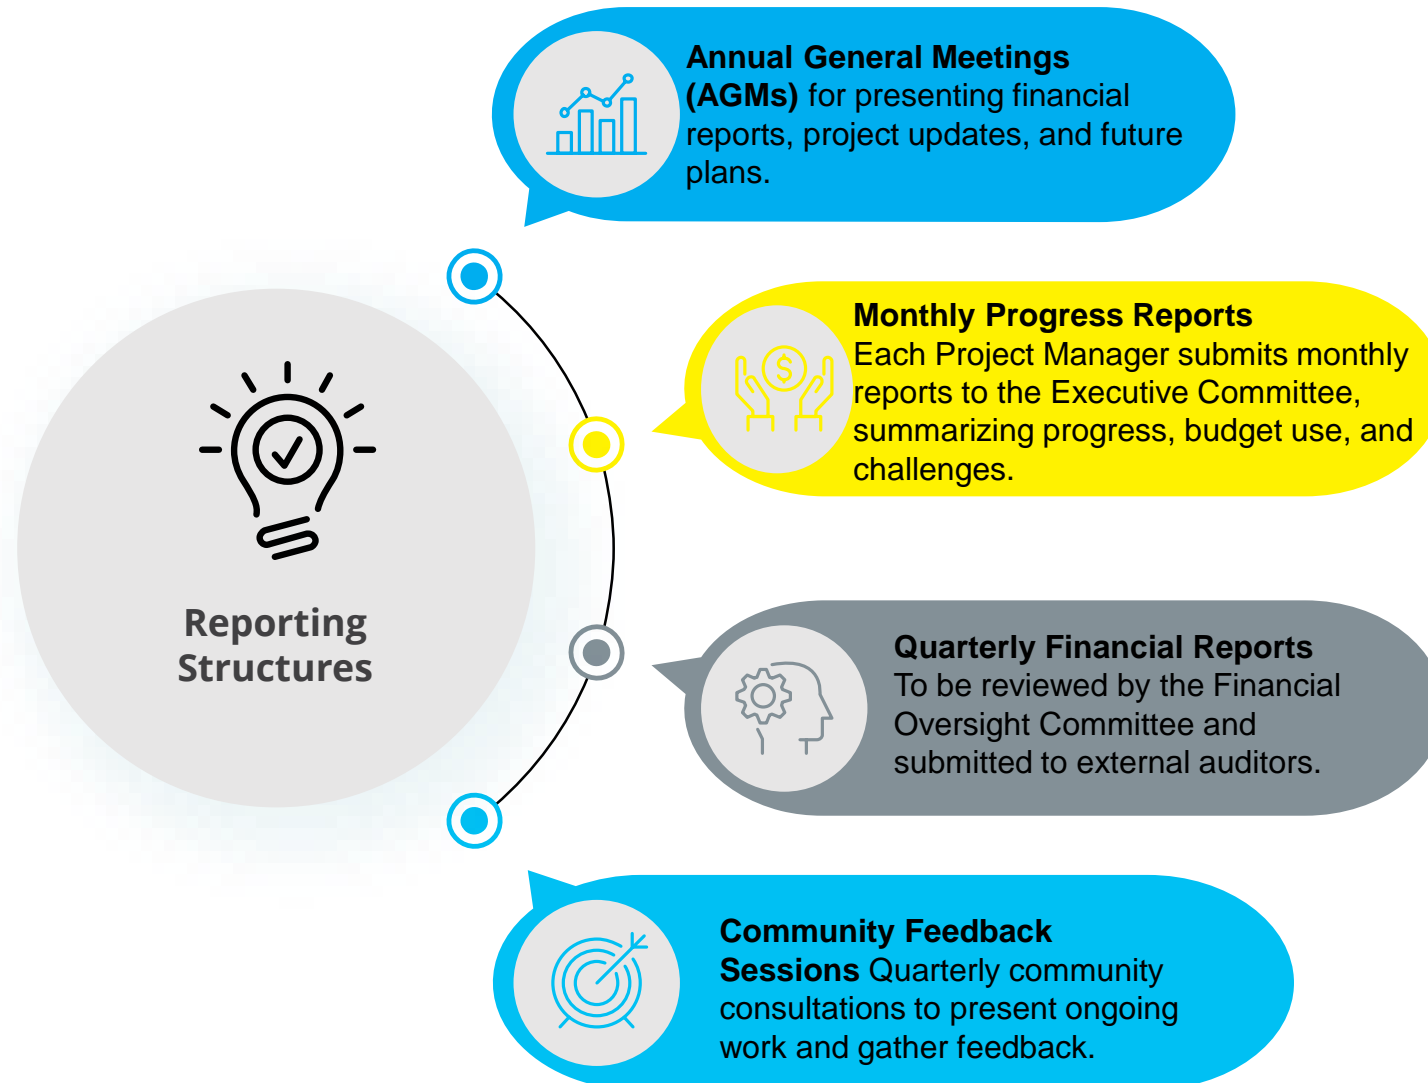 Annual General Meetings
(AGMs) for presenting financial
reports, project updates, and future
plans.
Monthly Progress Reports
Each Project Manager submits monthly
reports to the Executive Committee,
summarizing progress, budget use, and
challenges.
Reporting
Structures
Quarterly Financial Reports
To be reviewed by the Financial
Oversight Committee and
submitted to external auditors.
Community Feedback
Sessions Quarterly community
consultations to present ongoing
work and gather feedback.